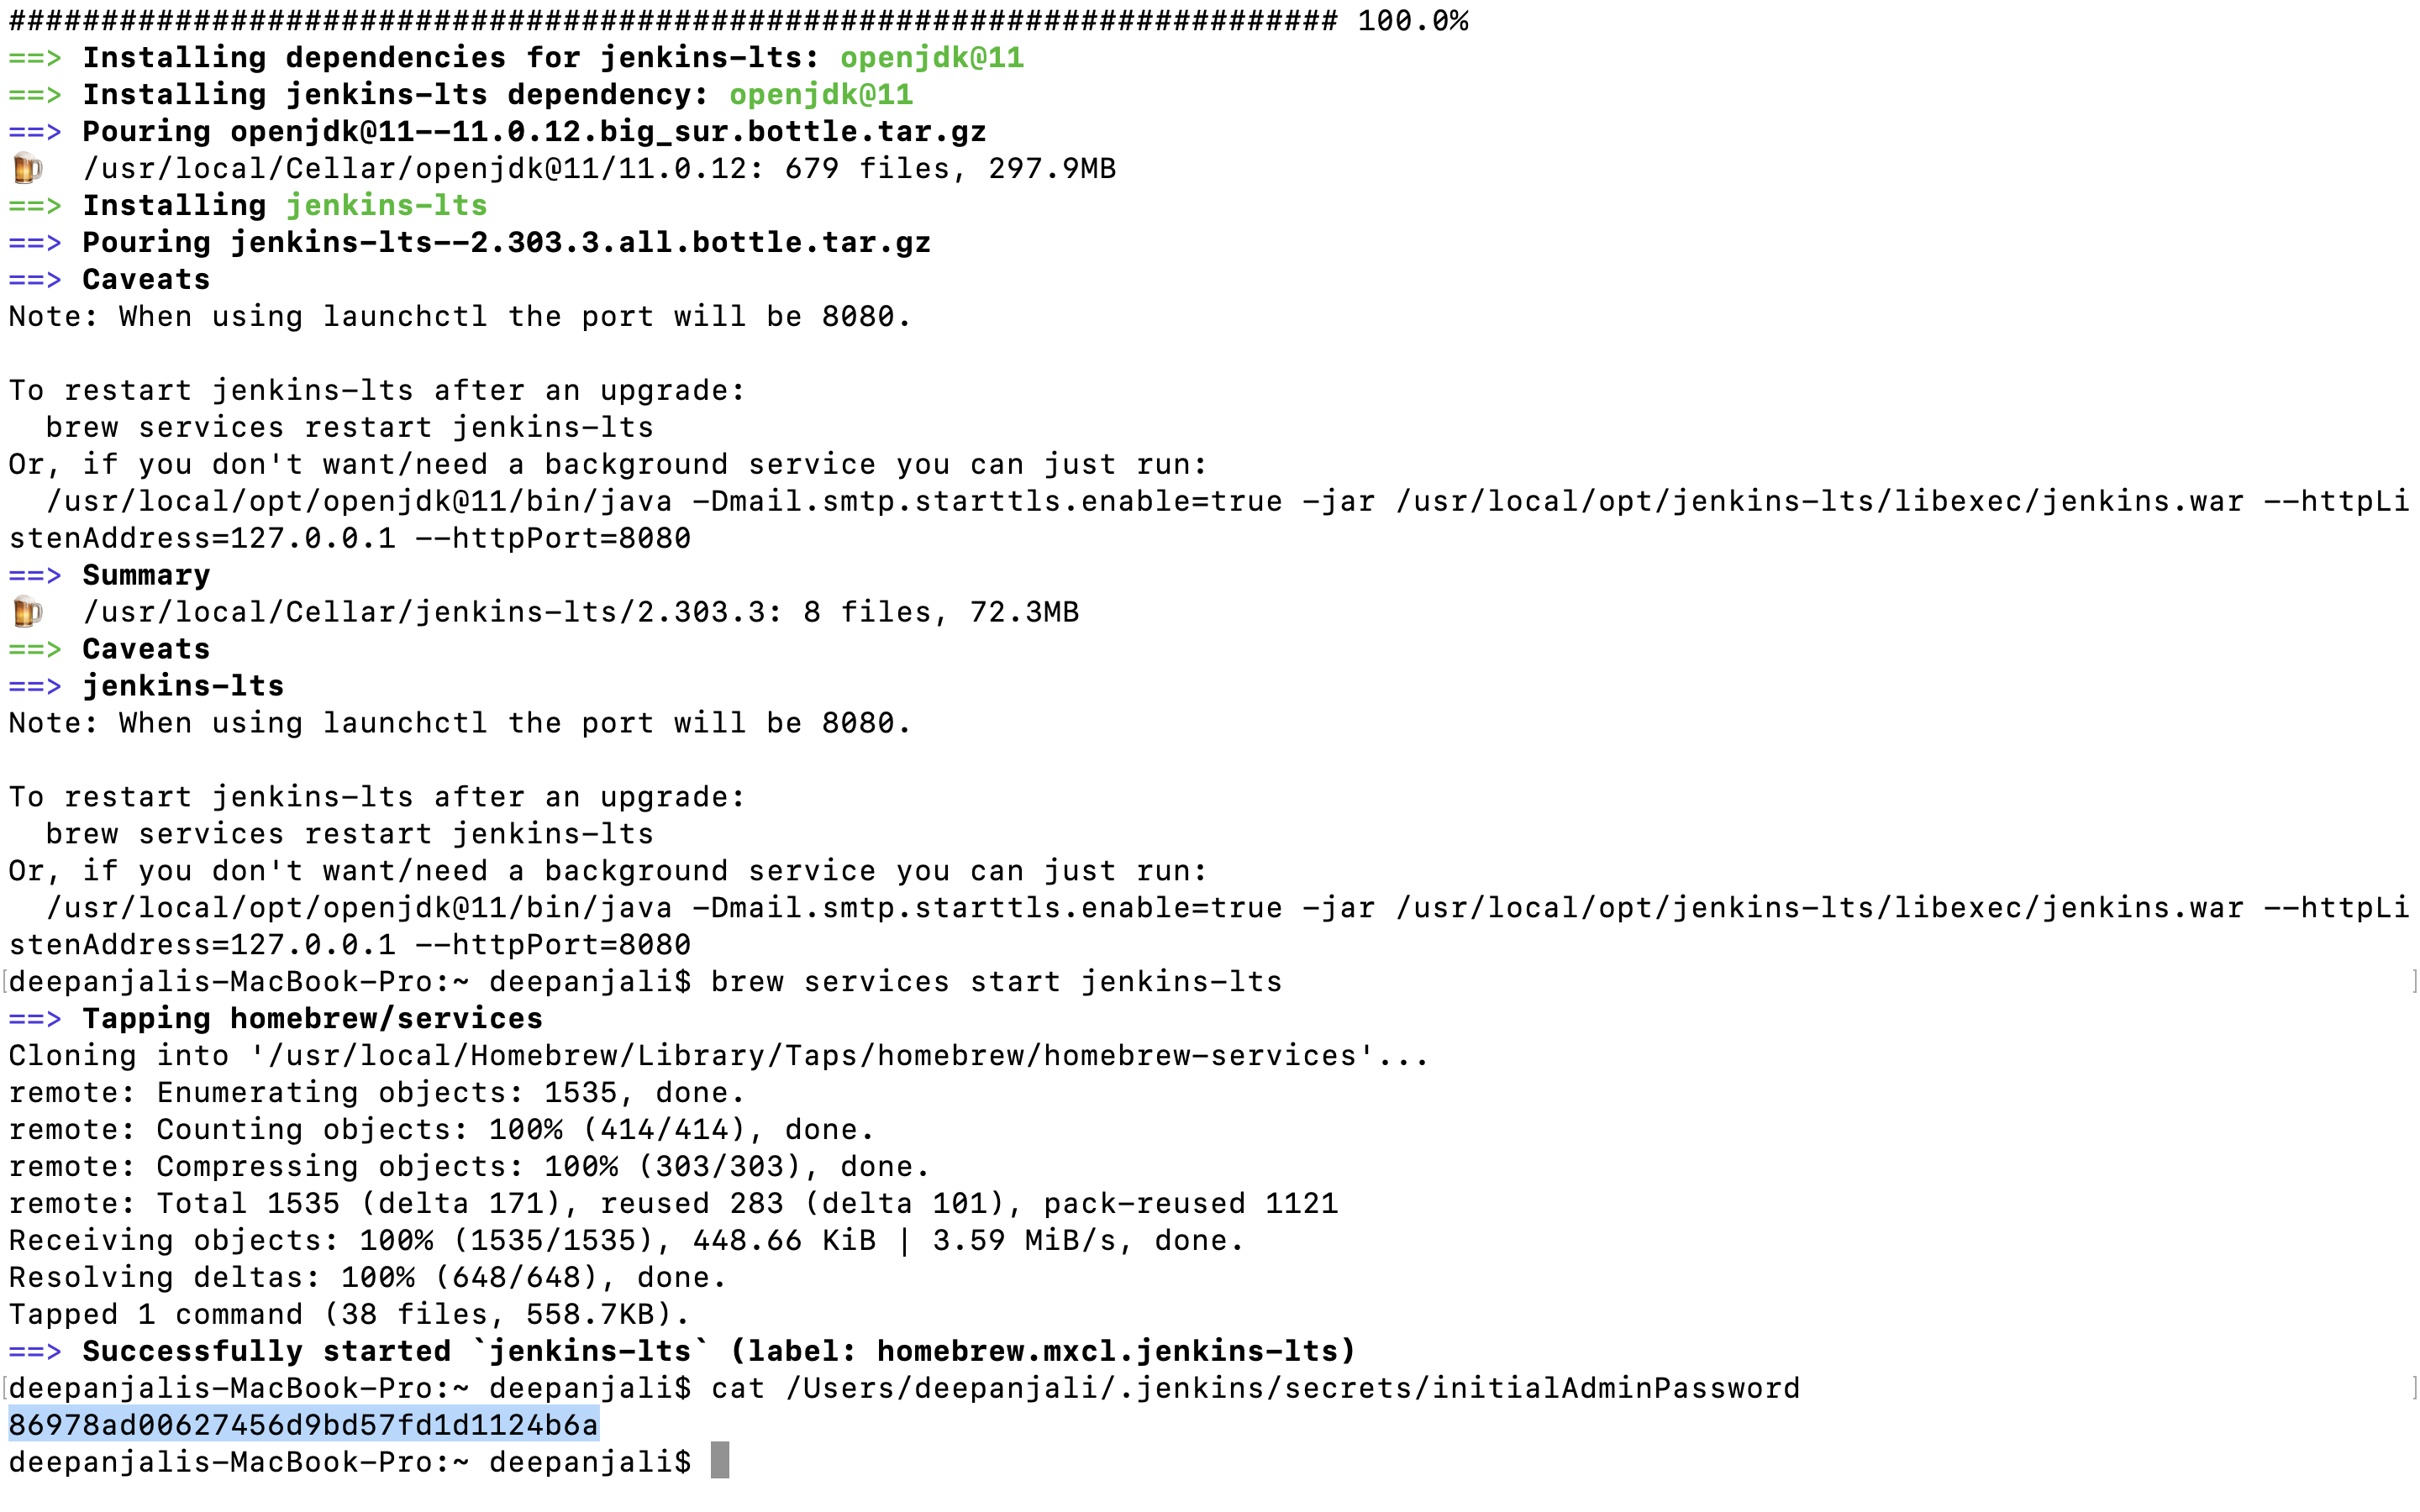 ######################################################################## 100.0%
==> Installing dependencies for jenkins-lts: openjdk@11
==> Installing jenkins-lts dependency: openjdk@11
==> Pouring openjdk@11--11.0.12.big_sur.bottle.tar.gz
🍺  /usr/local/Cellar/openjdk@11/11.0.12: 679 files, 297.9MB
==> Installing jenkins-lts
==> Pouring jenkins-lts--2.303.3.all.bottle.tar.gz
==> Caveats
Note: When using launchctl the port will be 8080.

To restart jenkins-lts after an upgrade:
  brew services restart jenkins-lts
Or, if you don't want/need a background service you can just run:
  /usr/local/opt/openjdk@11/bin/java -Dmail.smtp.starttls.enable=true -jar /usr/local/opt/jenkins-lts/libexec/jenkins.war --httpLi
stenAddress=127.0.0.1 --httpPort=8080
==> Summary
🍺  /usr/local/Cellar/jenkins-lts/2.303.3: 8 files, 72.3MB
==> Caveats
==> jenkins-lts
Note: When using launchctl the port will be 8080.

To restart jenkins-lts after an upgrade:
  brew services restart jenkins-lts
Or, if you don't want/need a background service you can just run:
  /usr/local/opt/openjdk@11/bin/java -Dmail.smtp.starttls.enable=true -jar /usr/local/opt/jenkins-lts/libexec/jenkins.war --httpLi
stenAddress=127.0.0.1 --httpPort=8080
[deepanjalis-MacBook-Pro:~ deepanjali$ brew services start jenkins-lts ]
==> Tapping homebrew/services
Cloning into '/usr/local/Homebrew/Library/Taps/homebrew/homebrew-services'...
remote: Enumerating objects: 1535, done.
remote: Counting objects: 100% (414/414), done.
remote: Compressing objects: 100% (303/303), done.
remote: Total 1535 (delta 171), reused 283 (delta 101), pack-reused 1121
Receiving objects: 100% (1535/1535), 448.66 KiB | 3.59 MiB/s, done.
Resolving deltas: 100% (648/648), done.
Tapped 1 command (38 files, 558.7KB).
==> Successfully started `jenkins-lts` (label: homebrew.mxcl.jenkins-lts)
[deepanjalis-MacBook-Pro:~ deepanjali$ cat /Users/deepanjali/.jenkins/secrets/initialAdminPassword ]
86978ad00627456d9bd57fd1d1124b6a
deepanjalis-MacBook-Pro:~ deepanjali$